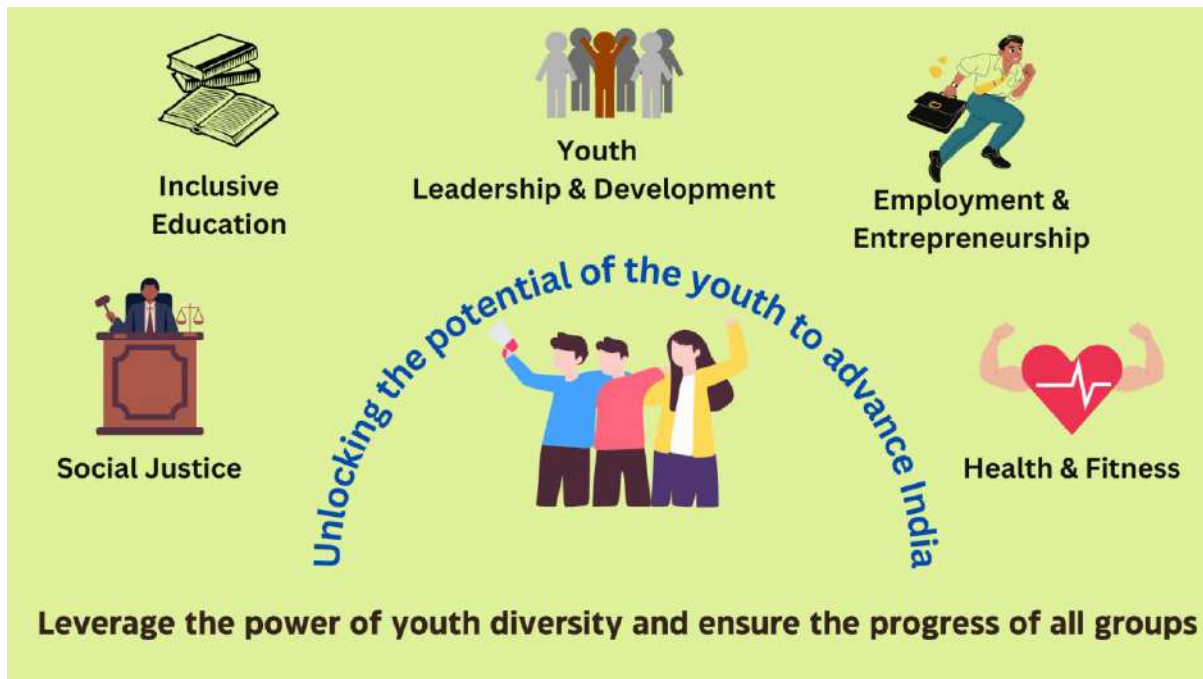 Inclusive
Education
Youth
Leadership & Development
Employment &
Entrepreneurship
Social Justice
Unlocking the potential of the youth to advance India
Health & Fitness
Leverage the power of youth diversity and ensure the progress of all groups